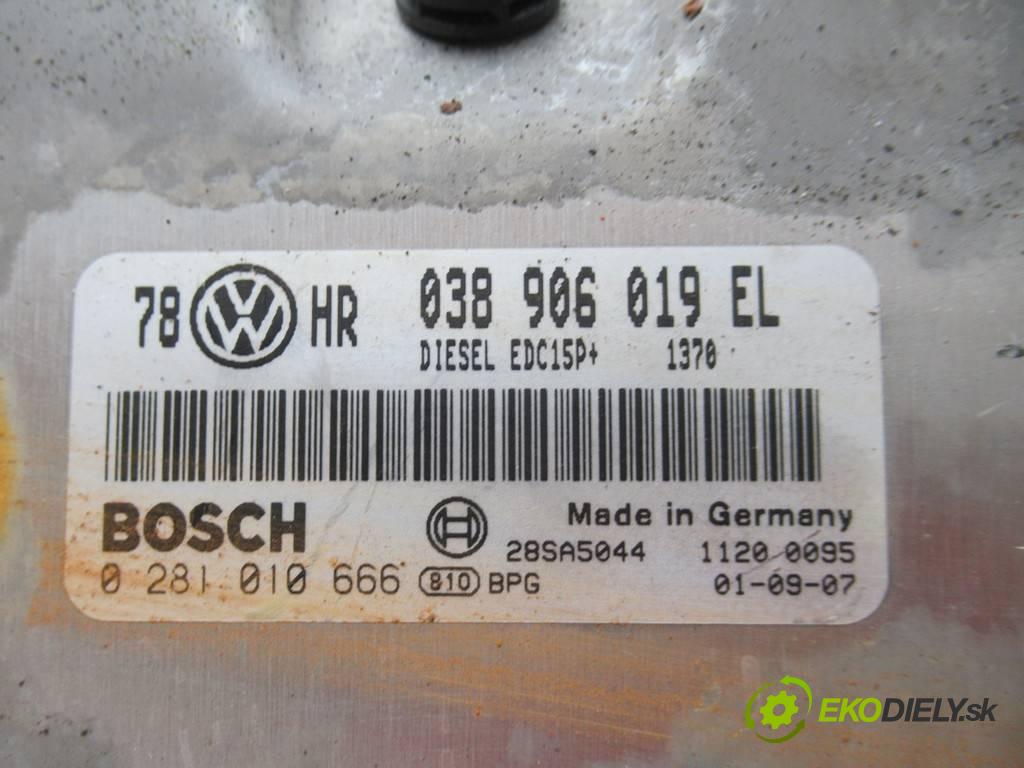 78 VW HR 038 906 019 EL
DIESEL EDC15P+ 1370
BOSCH Made in Germany
28SA5044 1120 0095
0 281 010 666 810 BPG 01-09-07
EKODIELY.sk